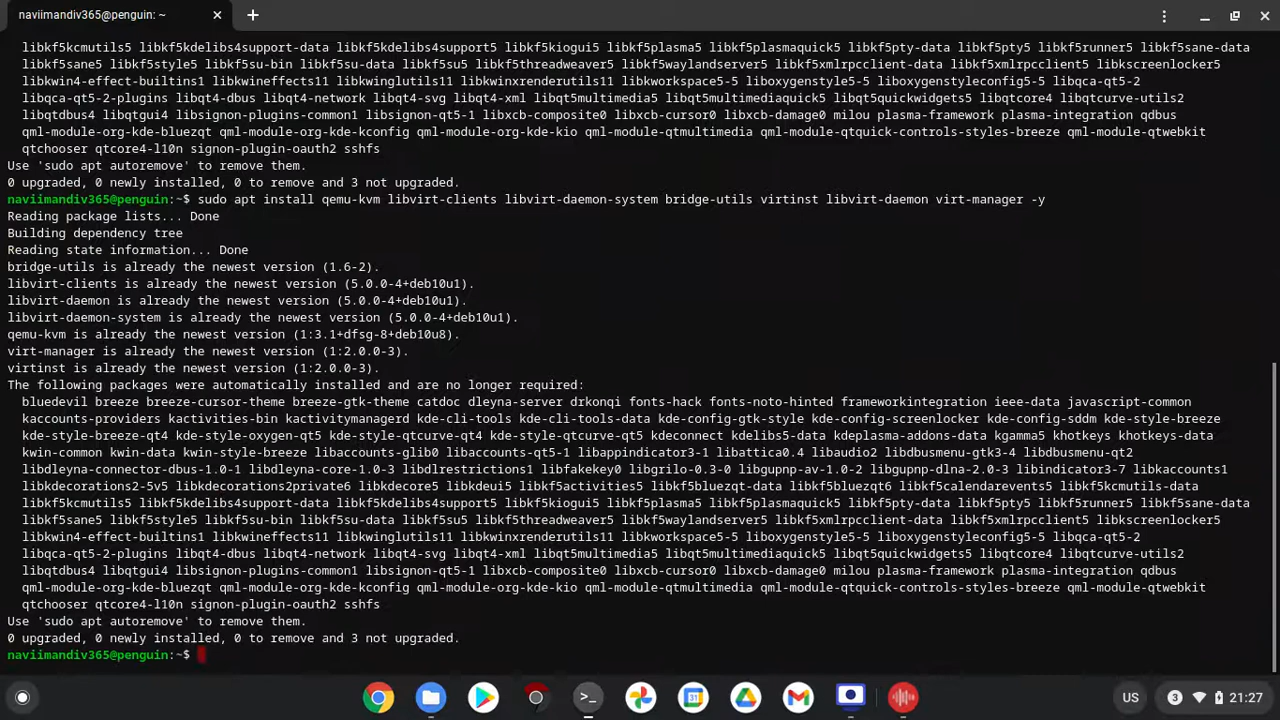 naviimandiv365@penguin: ~
libkf5kcmutils5 libkf5kdelibs4support-data libkf5kdelibs4support5 libkf5kiogui5 libkf5plasma5 libkf5plasmaquick5 libkf5pty-data libkf5pty5 libkf5runner5 libkf5sane-data
libkf5sane5 libkf5style5 libkf5su-bin libkf5su-data libkf5su5 libkf5threadweaver5 libkf5waylandserver5 libkf5xmlrpcclient-data libkf5xmlrpcclient5 libkscreenlocker5
libkwin4-effect-builtins1 libkwineffects11 libkwinglutils11 libkwinxrenderutils11 libkworkspace5-5 liboxygenstyle5-5 liboxygenstyleconfig5-5 libqca-qt5-2
libqca-qt5-2-plugins libqt4-dbus libqt4-network libqt4-svg libqt4-xml libqt5multimedia5 libqt5multimediaquick5 libqt5quickwidgets5 libqtcore4 libqtcurve-utils2
libqtdbus4 libqtgui4 libsignon-plugins-common1 libsignon-qt5-1 libxcb-composite0 libxcb-cursor0 libxcb-damage0 milou plasma-framework plasma-integration qdbus
qml-module-org-kde-bluezqt qml-module-org-kde-kconfig qml-module-org-kde-kio qml-module-qtmultimedia qml-module-qtquick-controls-styles-breeze qml-module-qtwebkit
qtchooser qtcore4-l10n signon-plugin-oauth2 sshfs
Use 'sudo apt autoremove' to remove them.
0 upgraded, 0 newly installed, 0 to remove and 3 not upgraded.
naviimandiv365@penguin:~$ sudo apt install qemu-kvm libvirt-clients libvirt-daemon-system bridge-utils virtinst libvirt-daemon virt-manager -y
Reading package lists... Done
Building dependency tree
Reading state information... Done
bridge-utils is already the newest version (1.6-2).
libvirt-clients is already the newest version (5.0.0-4+deb10u1).
libvirt-daemon is already the newest version (5.0.0-4+deb10u1).
libvirt-daemon-system is already the newest version (5.0.0-4+deb10u1).
qemu-kvm is already the newest version (1:3.1+dfsg-8+deb10u8).
virt-manager is already the newest version (1:2.0.0-3).
virtinst is already the newest version (1:2.0.0-3).
The following packages were automatically installed and are no longer required:
bluedevil breeze breeze-cursor-theme breeze-gtk-theme catdoc dleyna-server drkonqi fonts-hack fonts-noto-hinted frameworkintegration ieee-data javascript-common
kaccounts-providers kactivities-bin kactivitymanagerd kde-cli-tools kde-cli-tools-data kde-config-gtk-style kde-config-screenlocker kde-config-sddm kde-style-breeze
kde-style-breeze-qt4 kde-style-oxygen-qt5 kde-style-qtcurve-qt4 kde-style-qtcurve-qt5 kdeconnect kdelibs5-data kdeplasma-addons-data kgamma5 khotkeys khotkeys-data
kwin-common kwin-data kwin-style-breeze libaccounts-glib0 libaccounts-qt5-1 libappindicator3-1 libattica0.4 libaudio2 libdbusmenu-gtk3-4 libdbusmenu-qt2
libdleyna-connector-dbus-1.0-1 libdleyna-core-1.0-3 libdlrestrictions1 libfakekey0 libgrilo-0.3-0 libgupnp-av-1.0-2 libgupnp-dlna-2.0-3 libindicator3-7 libkaccounts1
libkdecorations2-5v5 libkdecorations2private6 libkdecore5 libkdeui5 libkf5activities5 libkf5bluezqt-data libkf5bluezqt6 libkf5calendarevents5 libkf5kcmutils-data
libkf5kcmutils5 libkf5kdelibs4support-data libkf5kdelibs4support5 libkf5kiogui5 libkf5plasma5 libkf5plasmaquick5 libkf5pty-data libkf5pty5 libkf5runner5 libkf5sane-data
libkf5sane5 libkf5style5 libkf5su-bin libkf5su-data libkf5su5 libkf5threadweaver5 libkf5waylandserver5 libkf5xmlrpcclient-data libkf5xmlrpcclient5 libkscreenlocker5
libkwin4-effect-builtins1 libkwineffects11 libkwinglutils11 libkwinxrenderutils11 libkworkspace5-5 liboxygenstyle5-5 liboxygenstyleconfig5-5 libqca-qt5-2
libqca-qt5-2-plugins libqt4-dbus libqt4-network libqt4-svg libqt4-xml libqt5multimedia5 libqt5multimediaquick5 libqt5quickwidgets5 libqtcore4 libqtcurve-utils2
libqtdbus4 libqtgui4 libsignon-plugins-common1 libsignon-qt5-1 libxcb-composite0 libxcb-cursor0 libxcb-damage0 milou plasma-framework plasma-integration qdbus
qml-module-org-kde-bluezqt qml-module-org-kde-kconfig qml-module-org-kde-kio qml-module-qtmultimedia qml-module-qtquick-controls-styles-breeze qml-module-qtwebkit
qtchooser qtcore4-l10n signon-plugin-oauth2 sshfs
Use 'sudo apt autoremove' to remove them.
0 upgraded, 0 newly installed, 0 to remove and 3 not upgraded.
naviimandiv365@penguin:~$
31
US 3 21:27